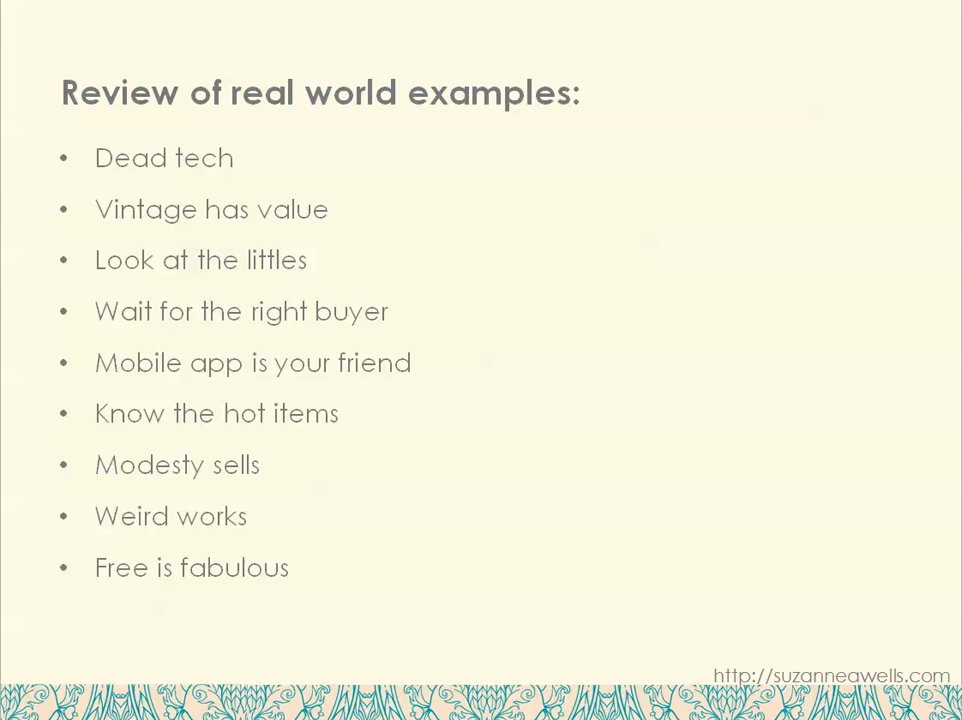 Review of real world examples:
• Dead tech
• Vintage has value
• Look at the littles
• Wait for the right buyer
• Mobile app is your friend
• Know the hot items
• Modesty sells
• Weird works
• Free is fabulous
http://suzanneawells.com